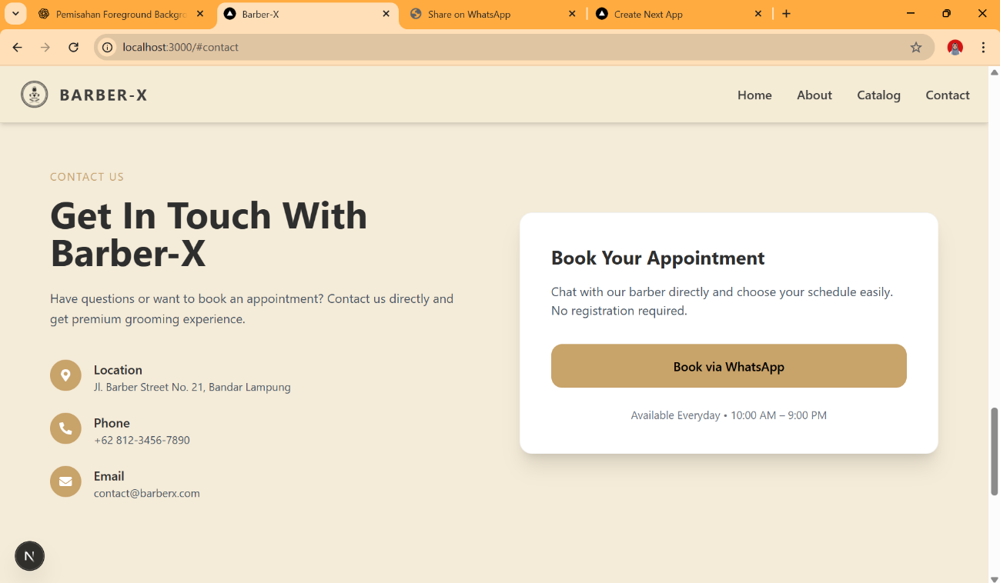 Pemisahan Foreground Backgro
Barber-X
Share on WhatsApp
Create Next App
localhost:3000/#contact
BARBER-X
Home
About
Catalog
Contact
CONTACT US
Get In Touch With
Barber-X
Have questions or want to book an appointment? Contact us directly and
get premium grooming experience.
Location
Jl. Barber Street No. 21, Bandar Lampung
Phone
+62 812-3456-7890
Email
contact@barberx.com
Book Your Appointment
Chat with our barber directly and choose your schedule easily.
No registration required.
Book via WhatsApp
Available Everyday • 10:00 AM – 9:00 PM
N